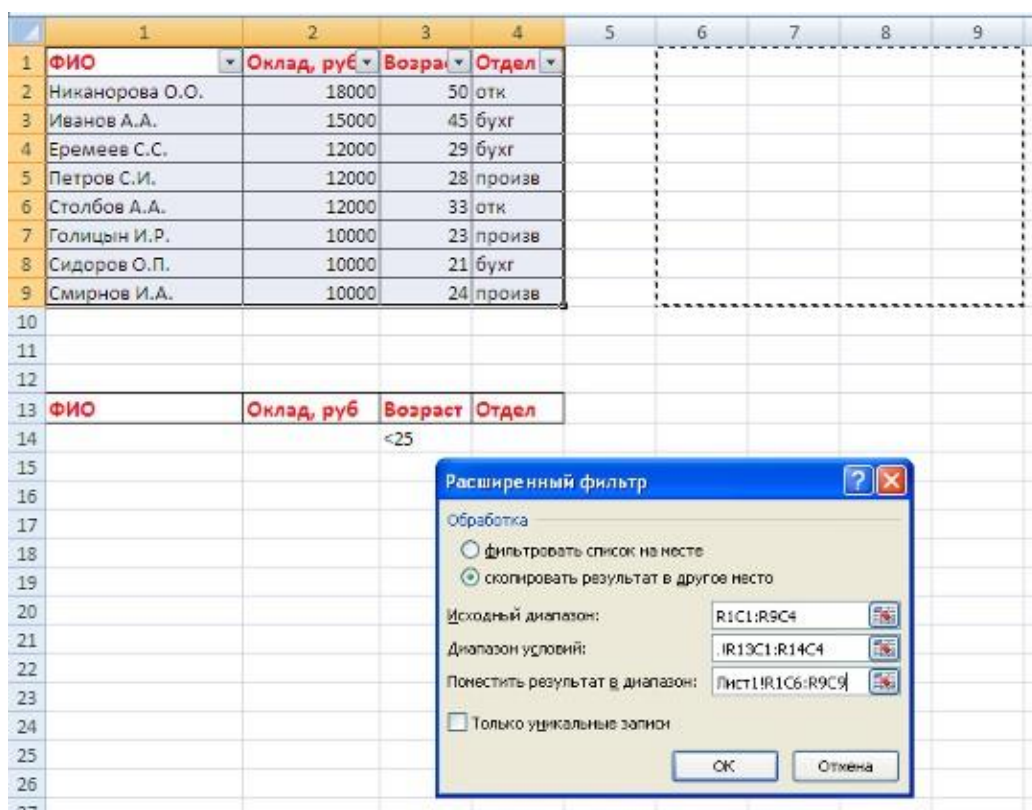 1 2 3 4 5 6 7 8 9
1 ФИО Оклад, руб Возра Отдел
2 Никанорова О.О. 18000 50 отк
3 Иванов А.А. 15000 45 бухг
4 Еремеев С.С. 12000 29 бухг
5 Петров С.И. 12000 28 произв
6 Столбов А.А. 12000 33 отк
7 Голицын И.Р. 10000 23 произв
8 Сидоров О.П. 10000 21 бухг
9 Смирнов И.А. 10000 24 произв
10
11
12
13 ФИО Оклад, руб Возраст Отдел
14 <25
15
16
17
18
19
20
21
22
23
24
25
26
Расширенный фильтр
Обработка
фильтровать список на месте
скопировать результат в другое место
Исходный диапазон: R1C1:R9C4
Диапазон условий: !R13C1:R14C4
Поместить результат в диапазон: Лист1!R1C6:R9C9
Только уникальные записи
ОК Отмена